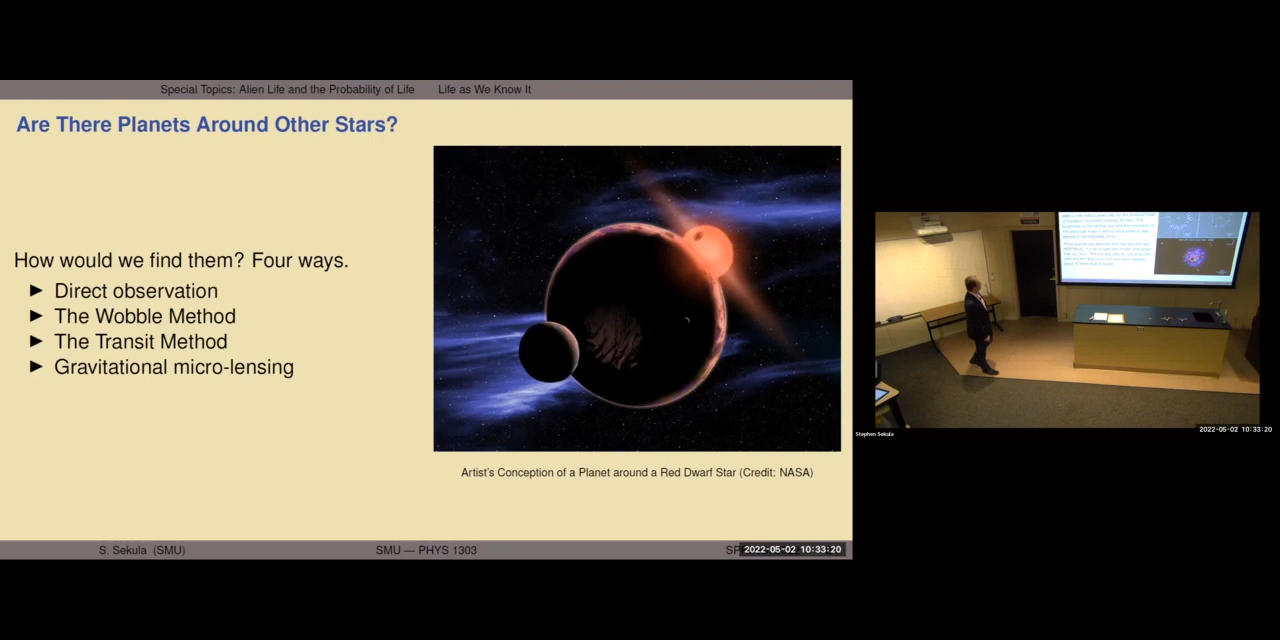 Special Topics: Alien Life and the Probability of Life Life as We Know It
Are There Planets Around Other Stars?
How would we find them? Four ways.
► Direct observation
► The Wobble Method
► The Transit Method
► Gravitational micro-lensing
Artist's Conception of a Planet around a Red Dwarf Star (Credit: NASA)
S. Sekula (SMU) SMU — PHYS 1303 SP
2022-05-02 10:33:20
Stephen Sekula
2022-05-02 10:33:20